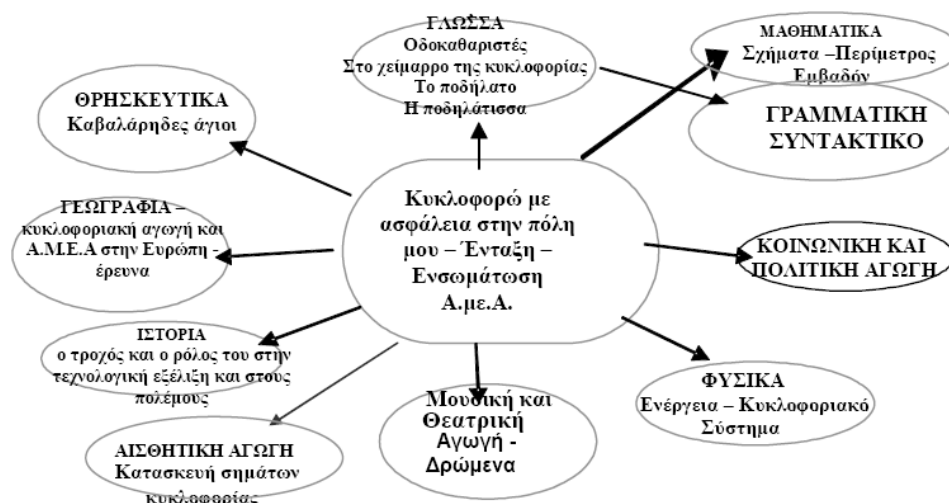 ΓΛΩΣΣΑ
Οδοκαθαριστές
Στο χείμαρρο της κυκλοφορίας
Το ποδήλατο
Η ποδηλάτισσα
ΜΑΘΗΜΑΤΙΚΑ
Σχήματα –Περίμετρος
Εμβαδόν
ΓΡΑΜΜΑΤΙΚΗ
ΣΥΝΤΑΚΤΙΚΟ
ΘΡΗΣΚΕΥΤΙΚΑ
Καβαλάρηδες άγιοι
Κυκλοφορώ με
ασφάλεια στην πόλη
μου – Ένταξη –
Ενσωμάτωση
Α.με.Α.
ΓΕΩΓΡΑΦΙΑ –
κυκλοφοριακή αγωγή και
Α.Μ.Ε.Α στην Ευρώπη -
έρευνα
ΚΟΙΝΩΝΙΚΗ ΚΑΙ
ΠΟΛΙΤΙΚΗ ΑΓΩΓΗ
ΙΣΤΟΡΙΑ
ο τροχός και ο ρόλος του στην
τεχνολογική εξέλιξη και στους
πολέμους
ΦΥΣΙΚΑ
Ενέργεια – Κυκλοφοριακό
Σύστημα
Μουσική και
Θεατρική
Αγωγή -
Δρώμενα
ΑΙΣΘΗΤΙΚΗ ΑΓΩΓΗ
Κατασκευή σημάτων
κυκλοφορίας